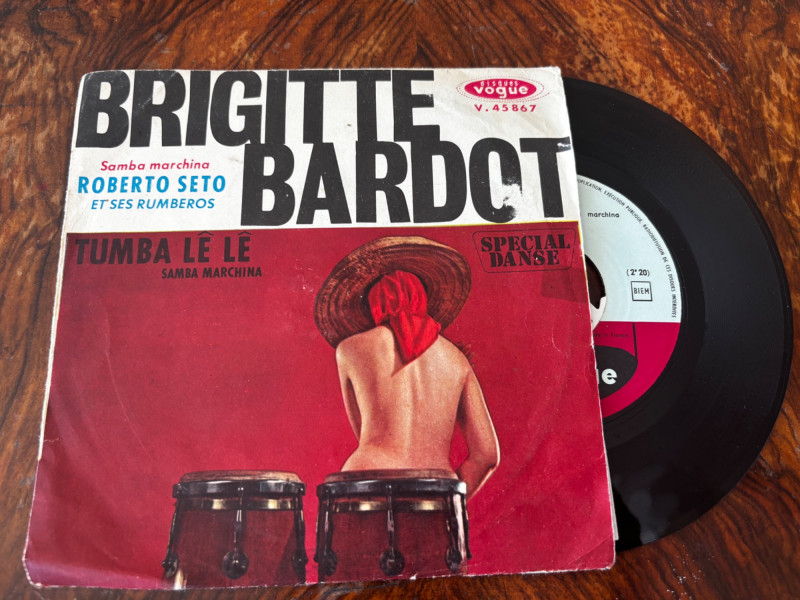 BRIGITTE
BARDOT
DISQUES
vogue
V. 45 867
Samba marchina
ROBERTO SETO
ET SES RUMBEROS
TUMBA LÊ LÊ
SAMBA MARCHINA
SPECIAL
DANSE
marchina
(2'20)
BIEM